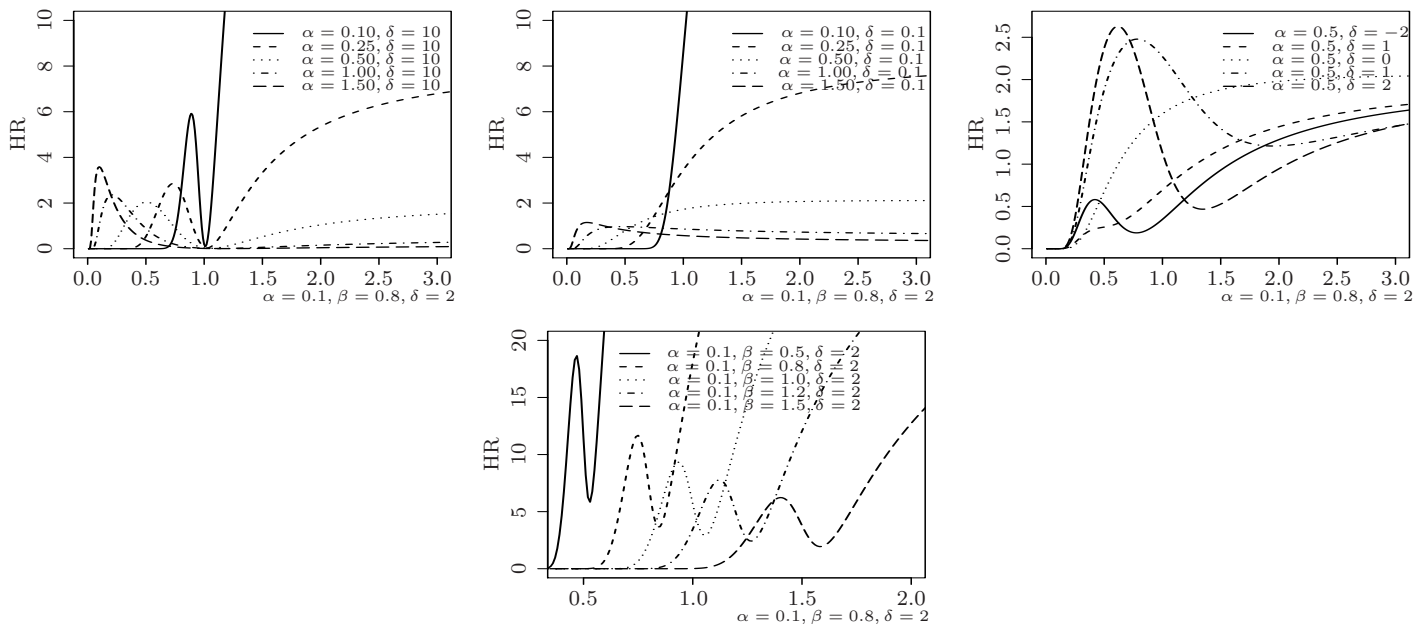 10
8
6
4
2
0
HR
α = 0.10, δ = 10
α = 0.25, δ = 10
α = 0.50, δ = 10
α = 1.00, δ = 10
α = 1.50, δ = 10
0.0 0.5 1.0 1.5 2.0 2.5 3.0
α = 0.1, β = 0.8, δ = 2
10
8
6
4
2
0
HR
α = 0.10, δ = 0.1
α = 0.25, δ = 0.1
α = 0.50, δ = 0.1
α = 1.00, δ = 0.1
α = 1.50, δ = 0.1
0.0 0.5 1.0 1.5 2.0 2.5 3.0
α = 0.1, β = 0.8, δ = 2
2.5
2.0
1.5
1.0
0.5
0.0
HR
α = 0.5, δ = −2
α = 0.5, δ = 1
α = 0.5, δ = 0
α = 0.5, δ = 1
α = 0.5, δ = 2
0.0 0.5 1.0 1.5 2.0 2.5 3.0
α = 0.1, β = 0.8, δ = 2
20
15
10
5
0
HR
α = 0.1, β = 0.5, δ = 2
α = 0.1, β = 0.8, δ = 2
α = 0.1, β = 1.0, δ = 2
α = 0.1, β = 1.2, δ = 2
α = 0.1, β = 1.5, δ = 2
0.5 1.0 1.5 2.0
α = 0.1, β = 0.8, δ = 2